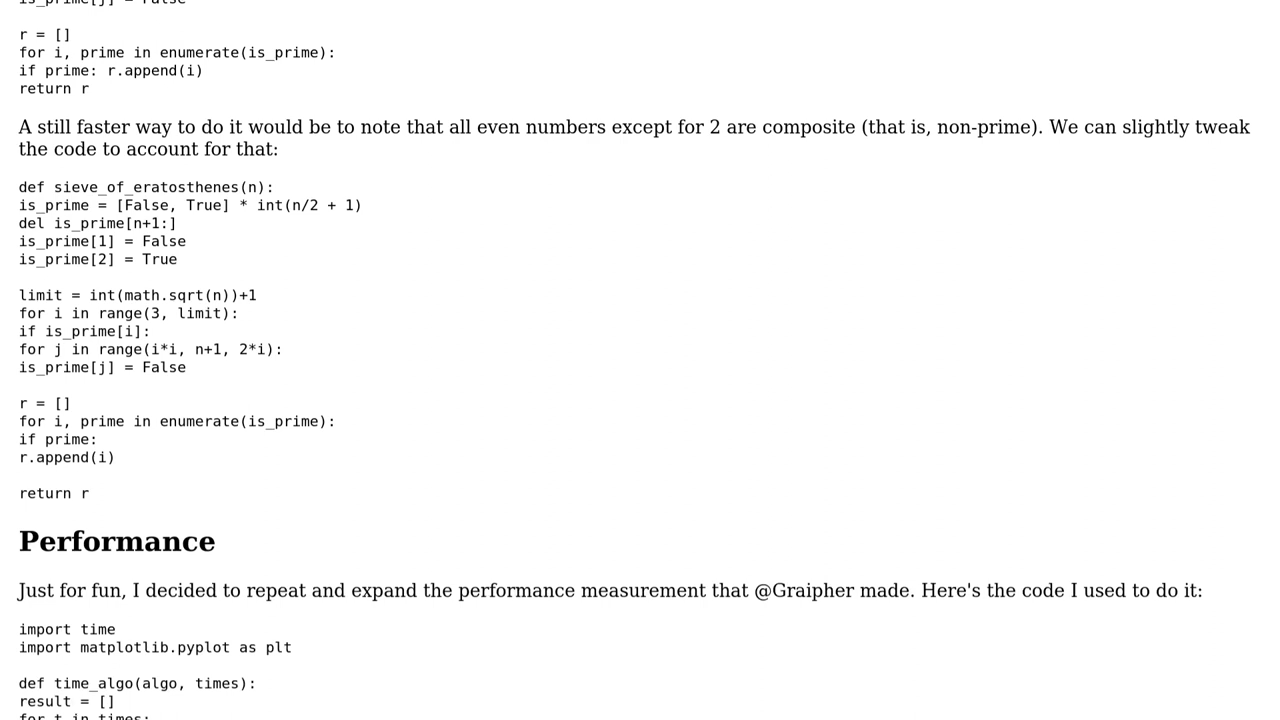 is_prime[j] = False
r = []
for i, prime in enumerate(is_prime):
if prime: r.append(i)
return r
A still faster way to do it would be to note that all even numbers except for 2 are composite (that is, non-prime). We can slightly tweak
the code to account for that:
def sieve_of_eratosthenes(n):
is_prime = [False, True] * int(n/2 + 1)
del is_prime[n+1:]
is_prime[1] = False
is_prime[2] = True
limit = int(math.sqrt(n))+1
for i in range(3, limit):
if is_prime[i]:
for j in range(i*i, n+1, 2*i):
is_prime[j] = False
r = []
for i, prime in enumerate(is_prime):
if prime:
r.append(i)
return r
Performance
Just for fun, I decided to repeat and expand the performance measurement that @Graipher made. Here's the code I used to do it:
import time
import matplotlib.pyplot as plt
def time_algo(algo, times):
result = []
for t in times: